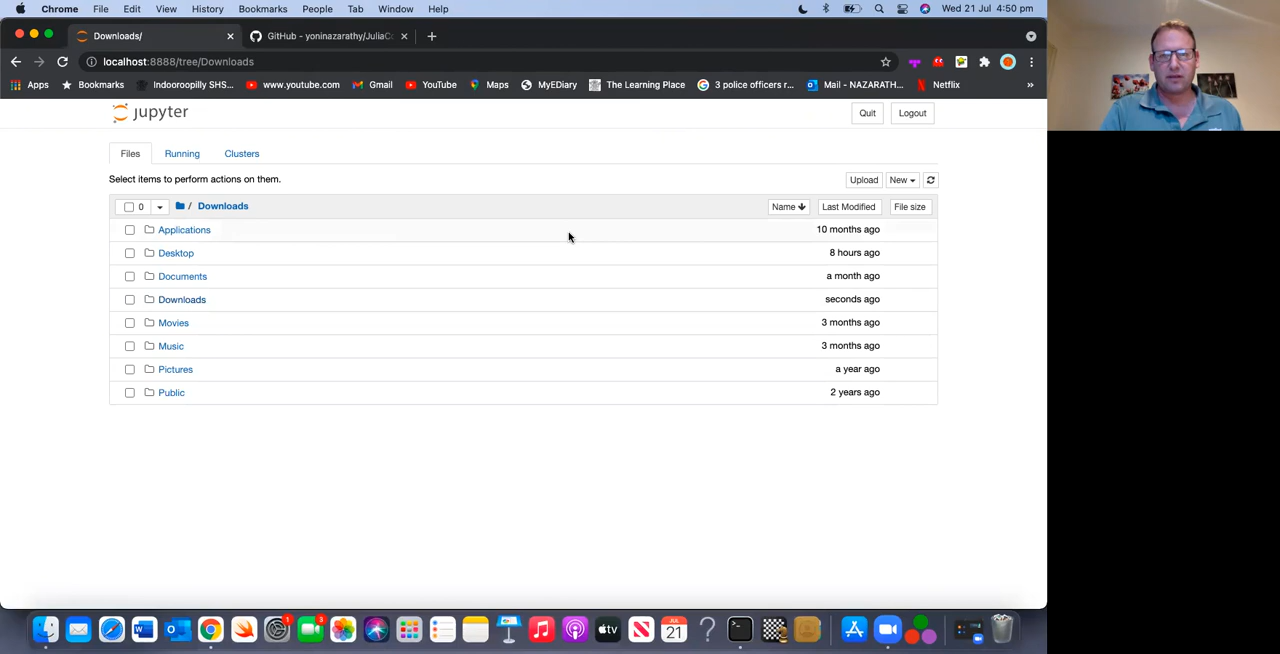 Chrome File Edit View History Bookmarks People Tab Window Help Wed 21 Jul 4:50 pm
Downloads/ GitHub - yoninazarathy/JuliaCo
localhost:8888/tree/Downloads
Apps Bookmarks Indooroopilly SHS... www.youtube.com Gmail YouTube Maps MyEDiary The Learning Place 3 police officers r... Mail - NAZARATH... Netflix »
jupyter Quit Logout
Files Running Clusters
Select items to perform actions on them. Upload New
0 / Downloads Name Last Modified File size
Applications 10 months ago
Desktop 8 hours ago
Documents a month ago
Downloads seconds ago
Movies 3 months ago
Music 3 months ago
Pictures a year ago
Public 2 years ago
1 3 JUL 21